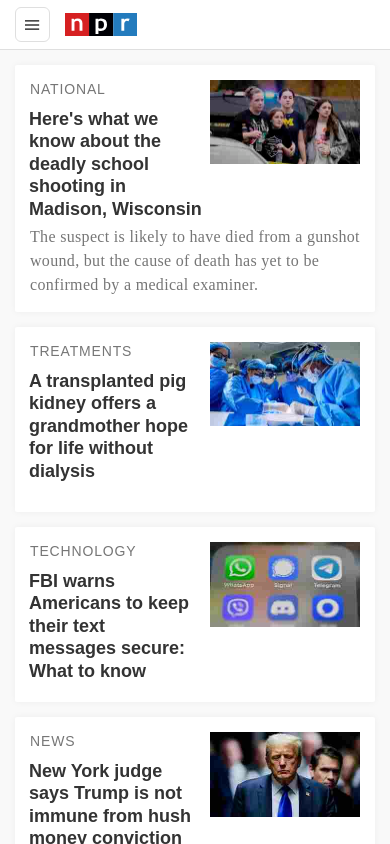 npr
NATIONAL
Here's what we
know about the
deadly school
shooting in
Madison, Wisconsin
The suspect is likely to have died from a gunshot
wound, but the cause of death has yet to be
confirmed by a medical examiner.
TREATMENTS
A transplanted pig
kidney offers a
grandmother hope
for life without
dialysis
TECHNOLOGY
FBI warns
Americans to keep
their text
messages secure:
What to know
WhatsApp Signal Telegram
NEWS
New York judge
says Trump is not
immune from hush
money conviction